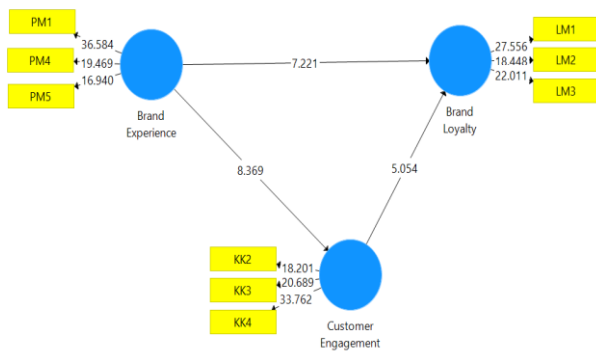 PM1
36.584
PM4
19.469
PM5
16.940
Brand
Experience
7.221
27.556
LM1
18.448
LM2
22.011
LM3
Brand
Loyalty
8.369
5.054
KK2
18.201
KK3
20.689
KK4
33.762
Customer
Engagement